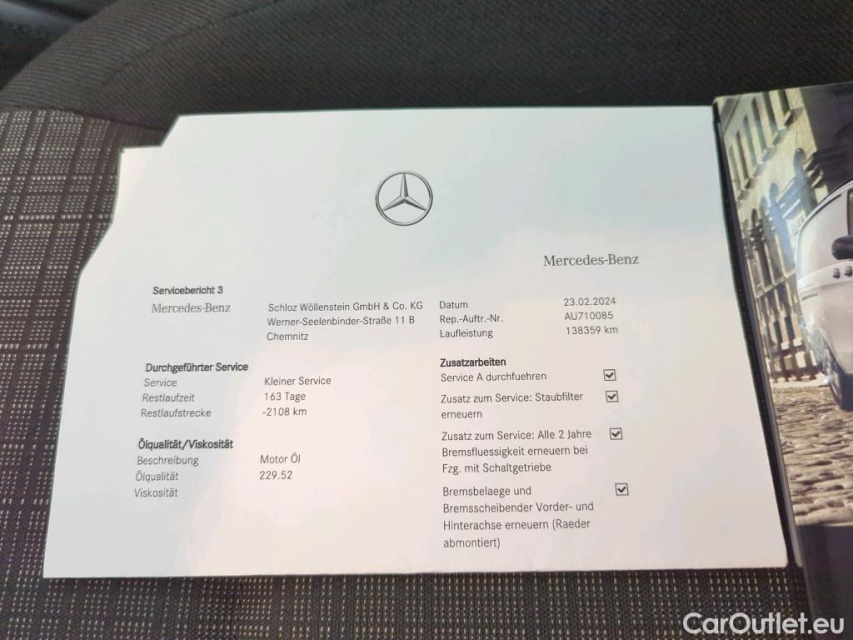 Mercedes-Benz
Servicebericht 3
Mercedes-Benz
Schloz Wöllenstein GmbH & Co. KG
Werner-Seelenbinder-Straße 11 B
Chemnitz
Datum 23.02.2024
Rep.-Auftr.-Nr. AU710085
Laufleistung 138359 km
Durchgeführter Service
Service Kleiner Service
Restlaufzeit 163 Tage
Restlaufstrecke -2108 km
Ölqualität/Viskosität
Beschreibung Motor Öl
Ölqualität 229.52
Viskosität
Zusatzarbeiten
Service A durchfuehren
Zusatz zum Service: Staubfilter
erneuern
Zusatz zum Service: Alle 2 Jahre
Bremsfluessigkeit erneuern bei
Fzg. mit Schaltgetriebe
Bremsbelaege und
Bremsscheibender Vorder- und
Hinterachse erneuern (Raeder
abmontiert)
CarOutlet.eu